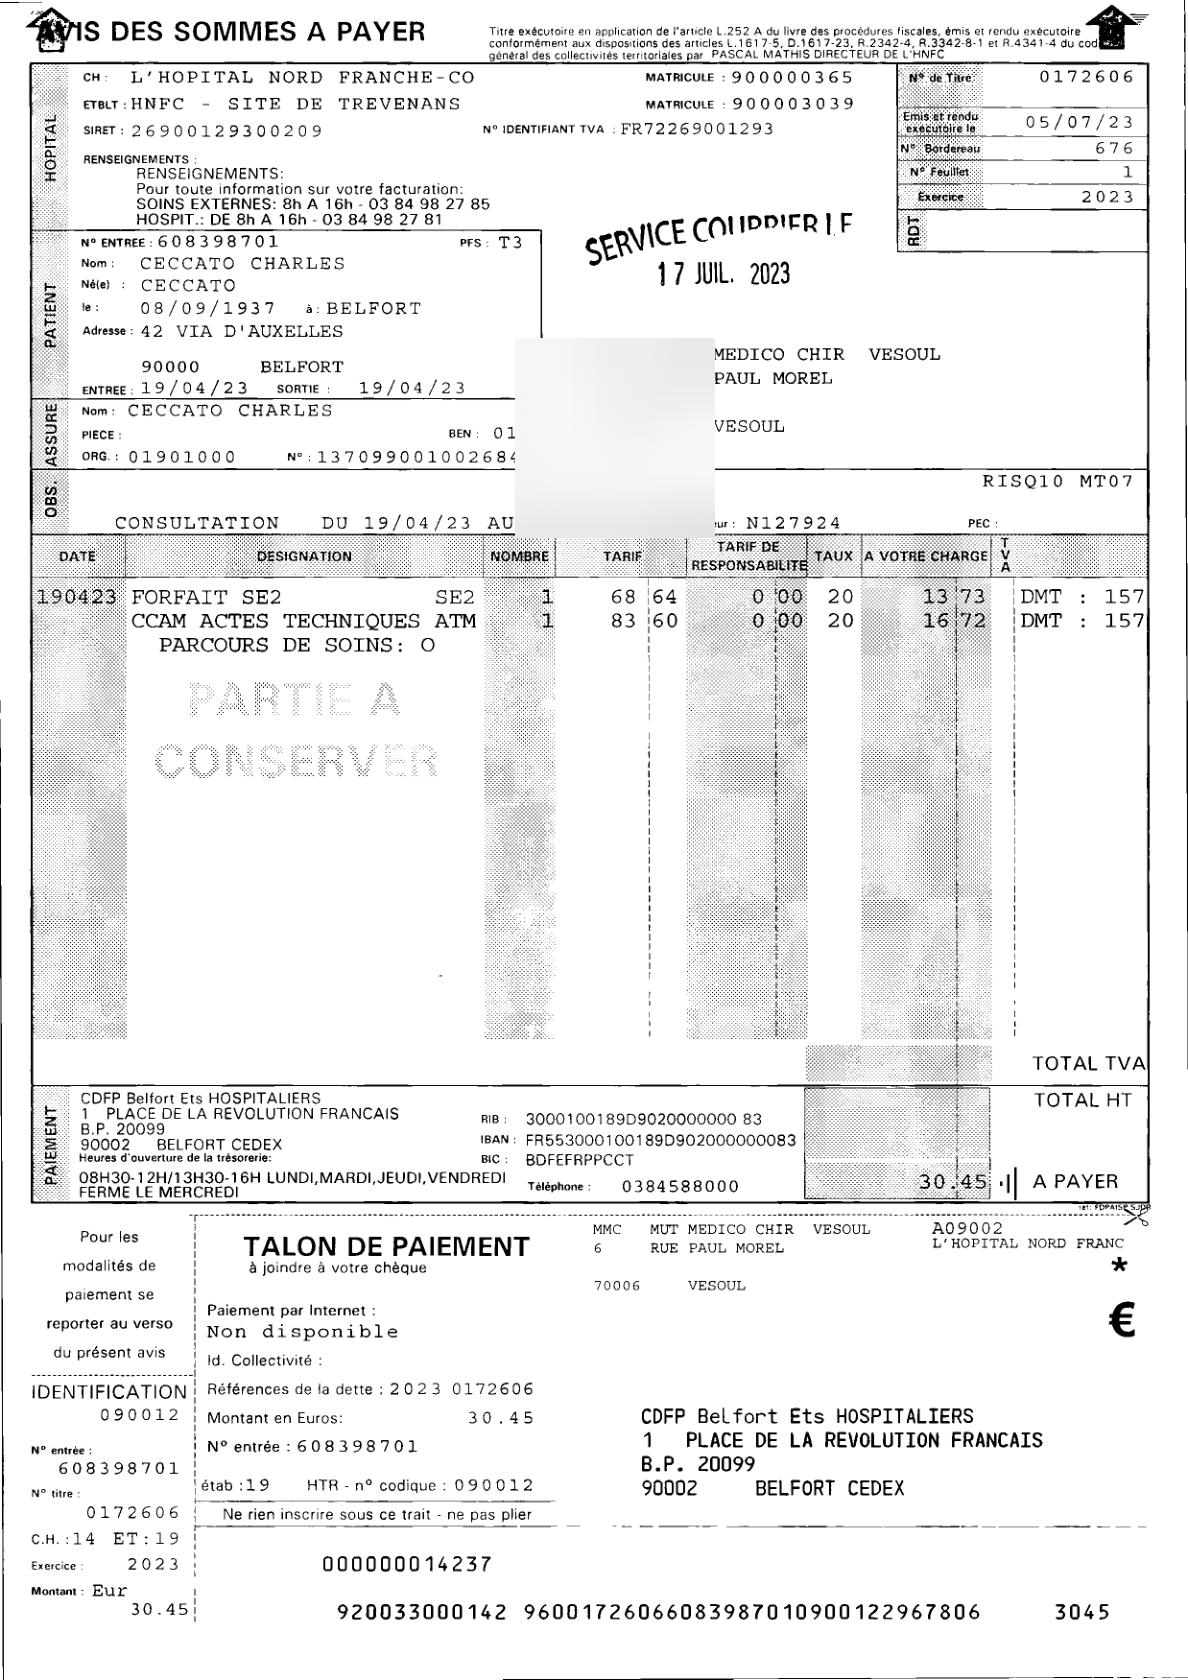 AVIS DES SOMMES A PAYER
Titre exécutoire en application de l'article L.252 A du livre des procédures fiscales, émis et rendu exécutoire
conformément aux dispositions des articles L.1617-5, D.1617-23, R.2342-4, R.3342-8-1 et R.4341-4 du cod
général des collectivités territoriales par PASCAL MATHIS DIRECTEUR DE L'HNFC
HOPITAL
CH : L'HOPITAL NORD FRANCHE-CO MATRICULE : 900000365
ETBLT : HNFC - SITE DE TREVENANS MATRICULE : 900003039
SIRET : 26900129300209 N° IDENTIFIANT TVA : FR72269001293
N° de Titre 0172606
Emis et rendu exécutoire le 05/07/23
N° Bordereau 676
N° Feuillet 1
Exercice 2023
RDT
RENSEIGNEMENTS :
RENSEIGNEMENTS:
Pour toute information sur votre facturation:
SOINS EXTERNES: 8h A 16h - 03 84 98 27 85
HOSPIT.: DE 8h A 16h - 03 84 98 27 81
SERVICE COURRIER
17 JUIL. 2023
PATIENT
N° ENTREE : 608398701 PFS : T3
Nom : CECCATO CHARLES
Né(e) : CECCATO
le : 08/09/1937 à : BELFORT
Adresse : 42 VIA D'AUXELLES
90000 BELFORT
ENTREE : 19/04/23 SORTIE : 19/04/23
MEDICO CHIR VESOUL
PAUL MOREL
VESOUL
ASSURE
Nom : CECCATO CHARLES
PIECE : BEN : 01
ORG. : 01901000 N° : 137099001002684
OBS.
RISQ10 MT07
CONSULTATION DU 19/04/23 AU
ur : N127924 PEC :
DATE DESIGNATION NOMBRE TARIF TARIF DE RESPONSABILITE TAUX A VOTRE CHARGE TVA
190423 FORFAIT SE2 SE2 1 68 64 0 00 20 13 73 DMT : 157
CCAM ACTES TECHNIQUES ATM 1 83 60 0 00 20 16 72 DMT : 157
PARCOURS DE SOINS: O
PARTIE A
CONSERVER
TOTAL TVA
TOTAL HT
30.45 A PAYER
PAIEMENT
CDFP Belfort Ets HOSPITALIERS
1 PLACE DE LA REVOLUTION FRANCAIS
B.P. 20099
90002 BELFORT CEDEX
Heures d'ouverture de la trésorerie:
08H30-12H/13H30-16H LUNDI,MARDI,JEUDI,VENDREDI
FERME LE MERCREDI
RIB : 3000100189D9020000000 83
IBAN : FR553000100189D902000000083
BIC : BDFEFRPPCCT
Téléphone : 0384588000
Pour les
modalités de
paiement se
reporter au verso
du présent avis
TALON DE PAIEMENT
à joindre à votre chèque
MMC MUT MEDICO CHIR VESOUL
6 RUE PAUL MOREL
70006 VESOUL
A09002
L'HOPITAL NORD FRANC
*
€
Paiement par Internet :
Non disponible
Id. Collectivité :
Références de la dette : 2023 0172606
Montant en Euros: 30.45
N° entrée : 608398701
étab : 19 HTR - n° codique : 090012
Ne rien inscrire sous ce trait - ne pas plier
IDENTIFICATION
090012
N° entrée :
608398701
N° titre :
0172606
C.H. : 14 ET : 19
Exercice : 2023
Montant : Eur
30.45
CDFP Belfort Ets HOSPITALIERS
1 PLACE DE LA REVOLUTION FRANCAIS
B.P. 20099
90002 BELFORT CEDEX
000000014237
920033000142 96001726066083987010900122967806 3045